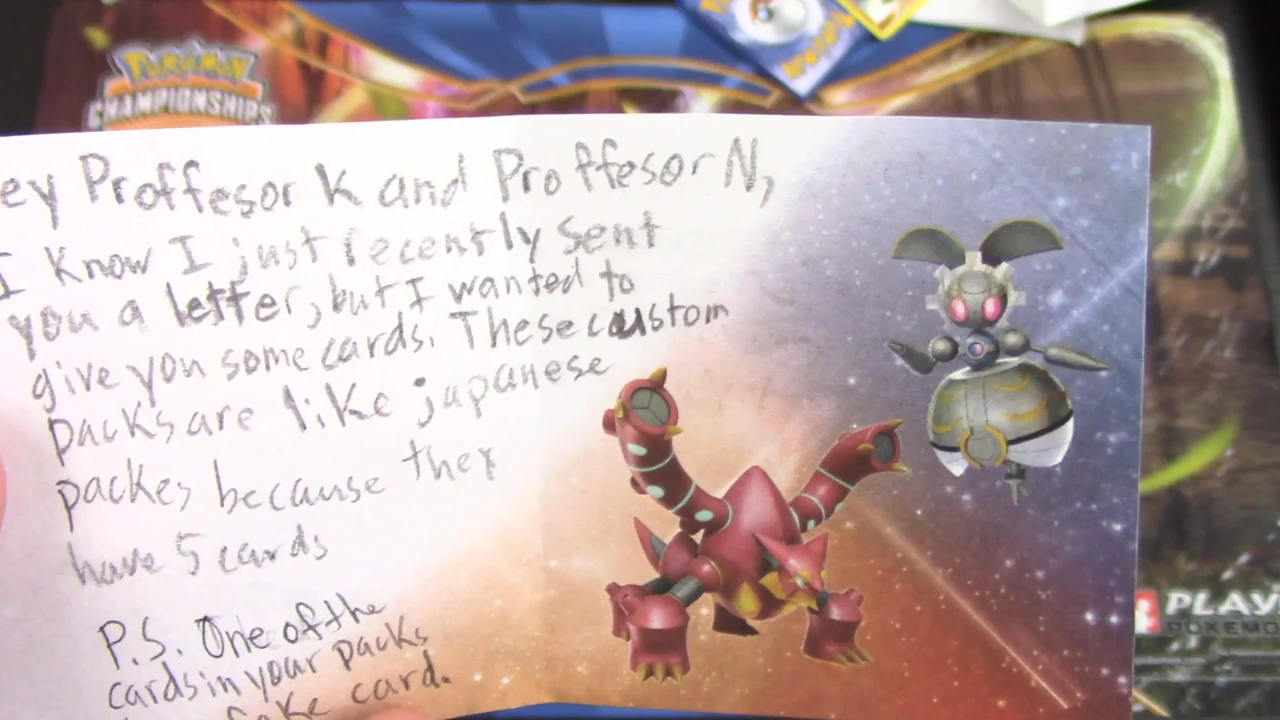 POKéMON
CHAMPIONSHIPS
ey Proffesor K and Proffesor N,
I know I just recently sent
you a letter, but I wanted to
give you some cards. These custom
packs are like japanese
packes because they
have 5 cards
P.S. One of the
cards in your packs
fake card.
PLAY
POKéMO